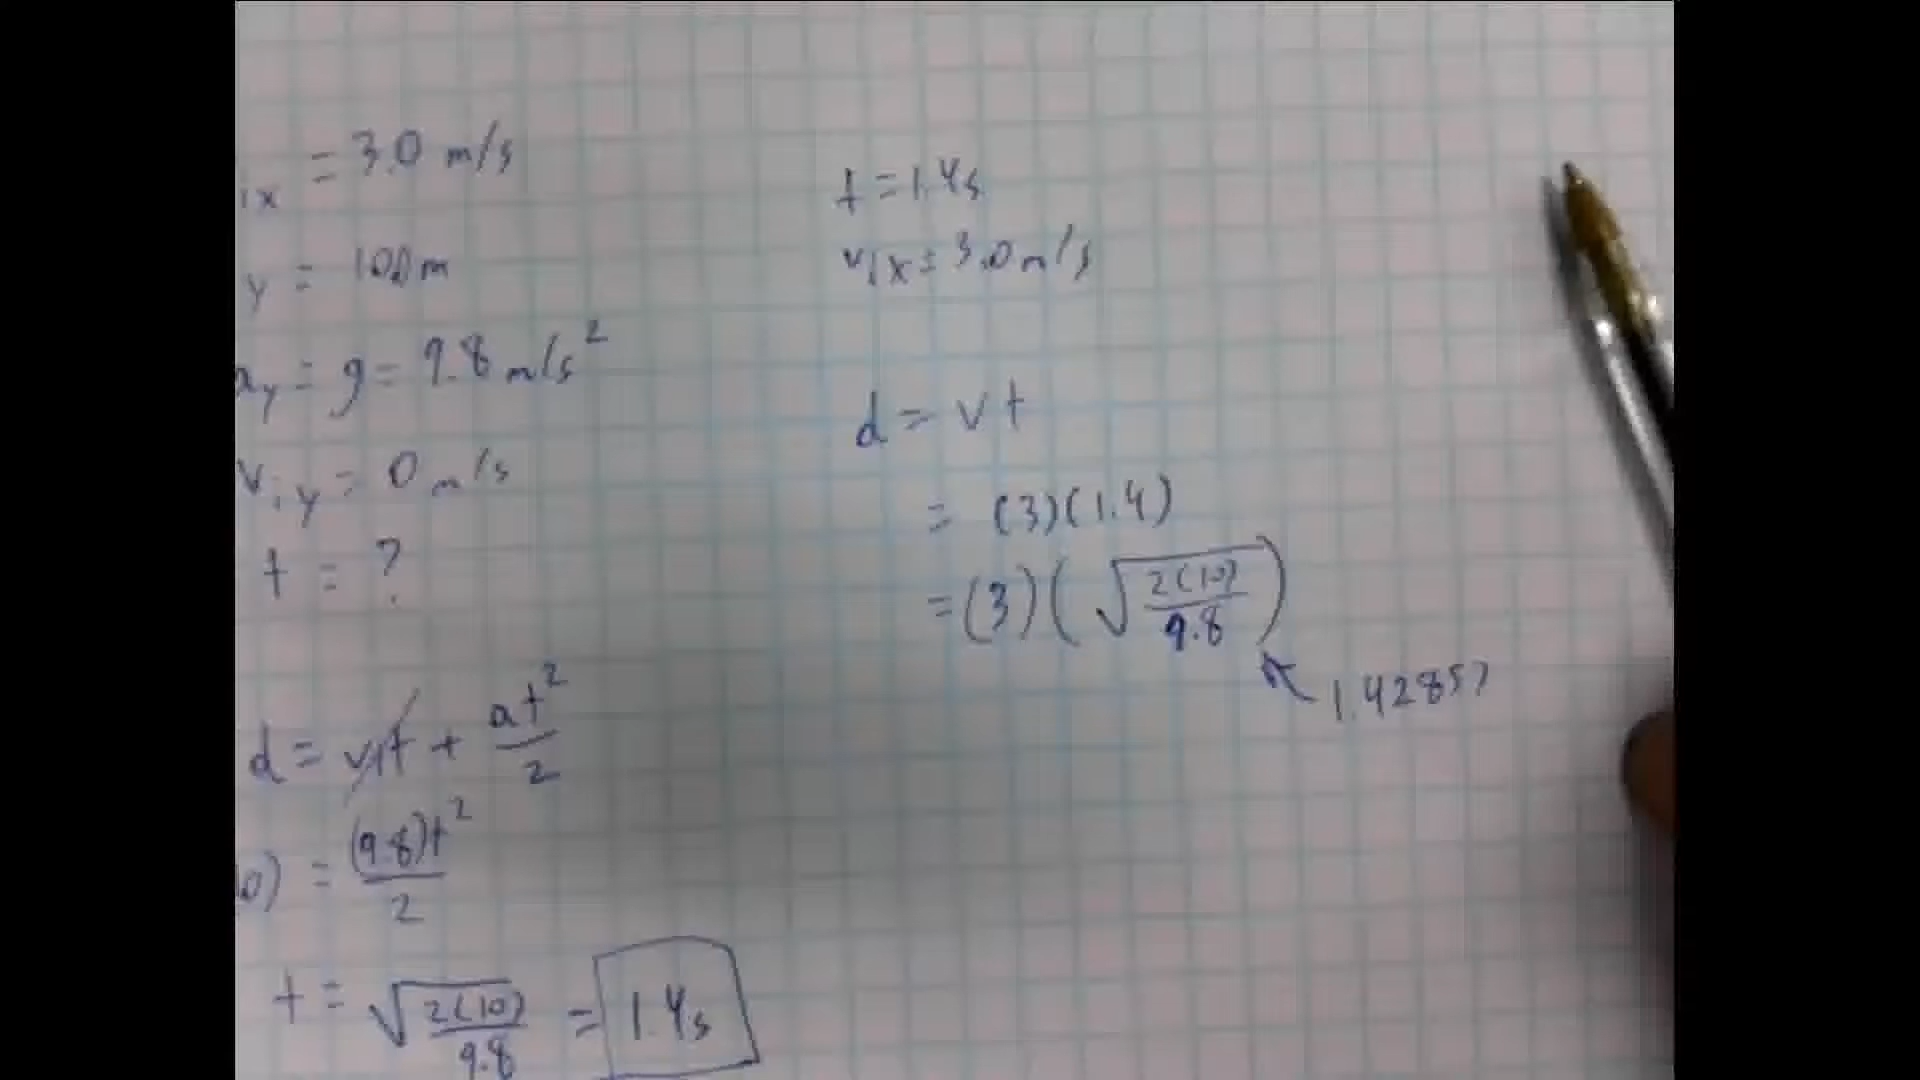 ix = 3.0 m/s
y = 100m
ay = g = 9.8 m/s²
viy = 0 m/s
t = ?
d = vit + at²/2
0) = (9.8)t²/2
t = √(2(10)/9.8) = 1.4s
t = 1.4s
vix = 3.0 m/s
d = vt
= (3)(1.4)
= (3)(√(2(10)/9.8))
1.42857